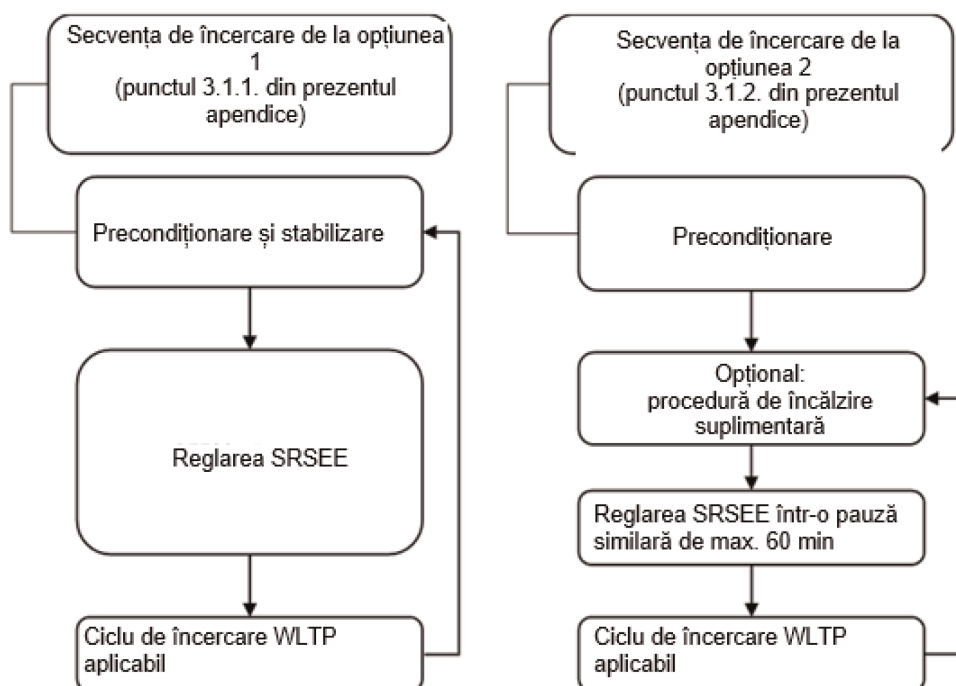 Secvența de încercare de la opțiunea
1
(punctul 3.1.1. din prezentul
apendice)
Precondiționare și stabilizare
Reglarea SRSEE
Ciclu de încercare WLTP
aplicabil
Secvența de încercare de la
opțiunea 2
(punctul 3.1.2. din prezentul
apendice)
Precondiționare
Opțional:
procedură de încălzire
suplimentară
Reglarea SRSEE într-o pauză
similară de max. 60 min
Ciclu de încercare WLTP
aplicabil